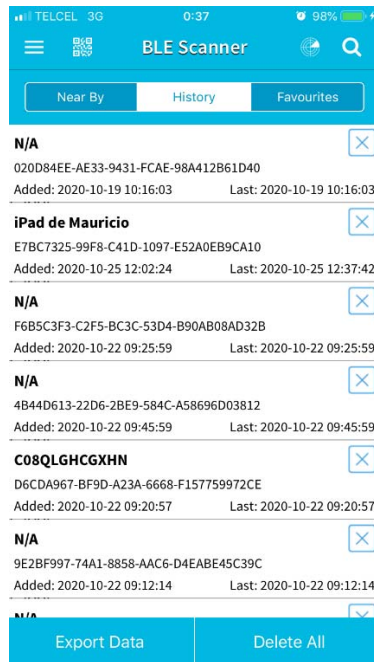 TELCEL 3G 0:37 98%
BLE Scanner
Near By History Favourites
N/A
020D84EE-AE33-9431-FCAE-98A412B61D40
Added: 2020-10-19 10:16:03 Last: 2020-10-19 10:16:03
iPad de Mauricio
E7BC7325-99F8-C41D-1097-E52A0EB9CA10
Added: 2020-10-25 12:02:24 Last: 2020-10-25 12:37:42
N/A
F6B5C3F3-C2F5-BC3C-53D4-B90AB08AD32B
Added: 2020-10-22 09:25:59 Last: 2020-10-22 09:25:59
N/A
4B44D613-22D6-2BE9-584C-A58696D03812
Added: 2020-10-22 09:45:59 Last: 2020-10-22 09:45:59
C08QLGHCGXHN
D6CDA967-BF9D-A23A-6668-F157759972CE
Added: 2020-10-22 09:20:57 Last: 2020-10-22 09:20:57
N/A
9E2BF997-74A1-8858-AAC6-D4EABE45C39C
Added: 2020-10-22 09:12:14 Last: 2020-10-22 09:12:14
N/A
Export Data Delete All